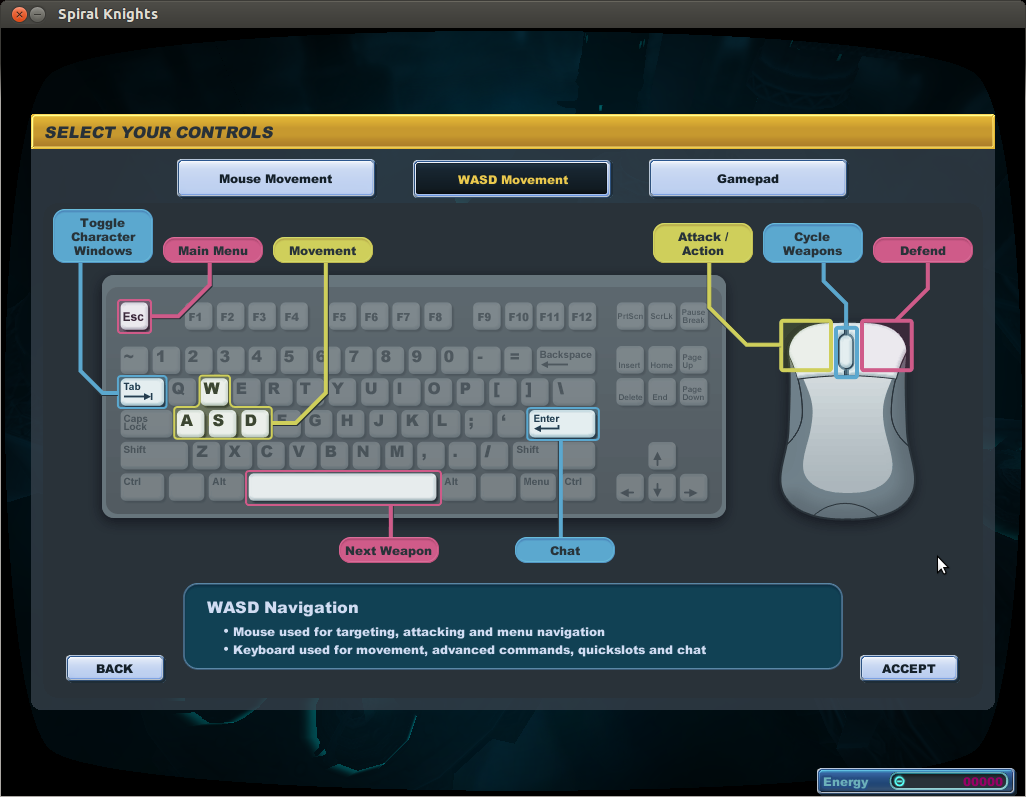 Spiral Knights
SELECT YOUR CONTROLS
Mouse Movement
WASD Movement
Gamepad
Toggle
Character
Windows
Main Menu
Movement
Attack /
Action
Cycle
Weapons
Defend
Esc F1 F2 F3 F4 F5 F6 F7 F8 F9 F10 F11 F12 PrtScn ScrLk Pause
Break
~ 1 2 3 4 5 6 7 8 9 0 - = Backspace Insert Home Page
Up
Tab Q W E R T Y U I O P [ ] \ Delete End Page
Down
Caps
Lock A S D F G H J K L ; ‘ Enter
Shift Z X C V B N M , . / Shift
Ctrl Alt Alt Menu Ctrl
Next Weapon
Chat
WASD Navigation
• Mouse used for targeting, attacking and menu navigation
• Keyboard used for movement, advanced commands, quickslots and chat
BACK
ACCEPT
Energy 00000